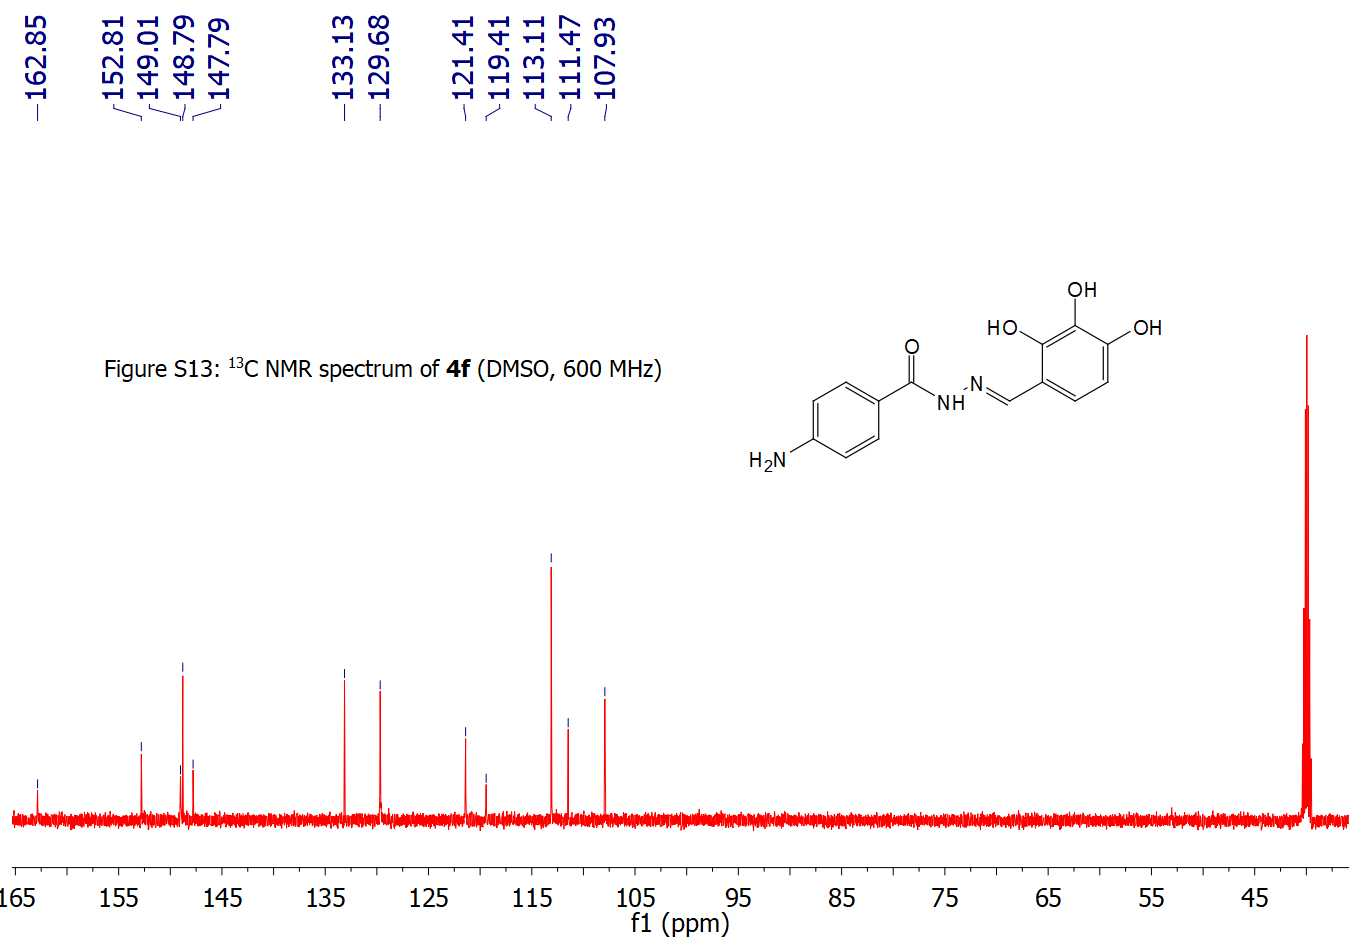 162.85
152.81
149.01
148.79
147.79
133.13
129.68
121.41
119.41
113.11
111.47
107.93
OH
HO
OH
O
Figure S13: ¹³C NMR spectrum of 4f (DMSO, 600 MHz)
N
NH
H₂N
165 155 145 135 125 115 105 95 85 75 65 55 45
f1 (ppm)